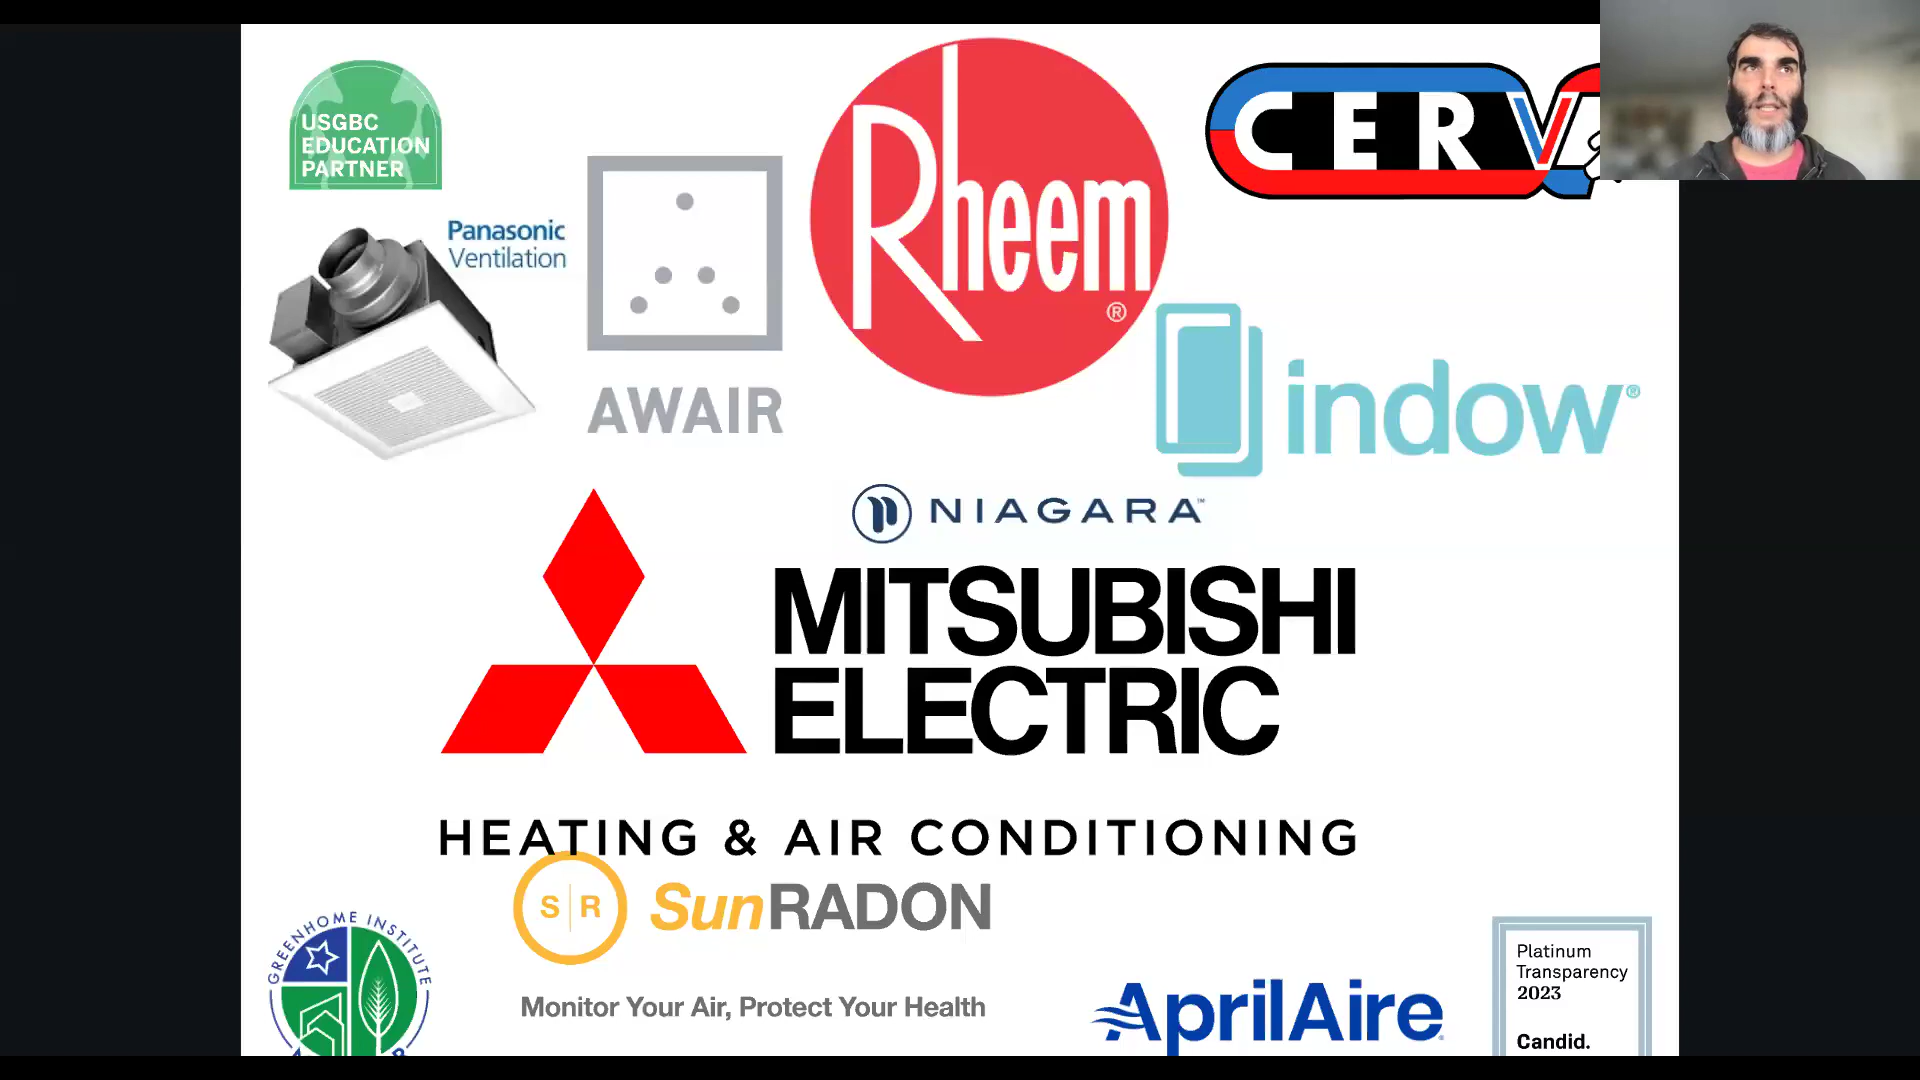 USGBC
EDUCATION
PARTNER
Panasonic
Ventilation
AWAIR
Rheem
®
CERV
indow®
NIAGARA™
MITSUBISHI
ELECTRIC
HEATING & AIR CONDITIONING
S|R SunRADON
Monitor Your Air, Protect Your Health
GREENHOME INSTITUTE
AprilAire
Platinum
Transparency
2023
Candid.